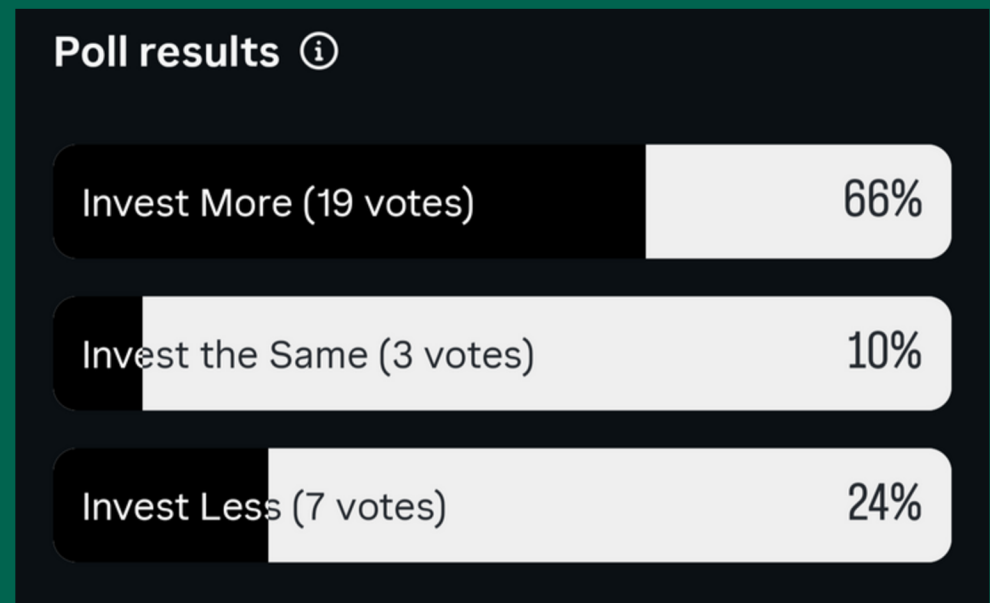 Poll results
Invest More (19 votes) 66%
Invest the Same (3 votes) 10%
Invest Less (7 votes) 24%